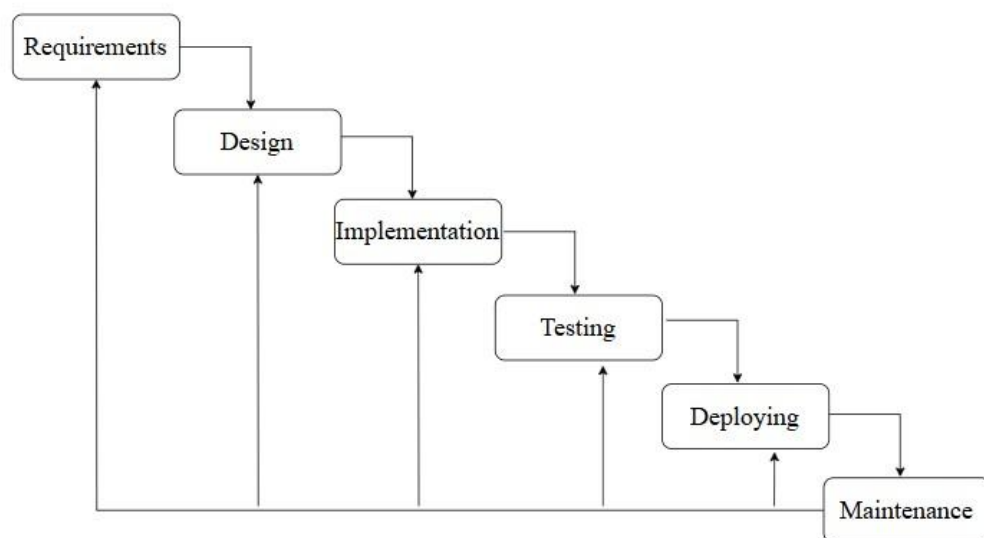 Requirements
Design
Implementation
Testing
Deploying
Maintenance